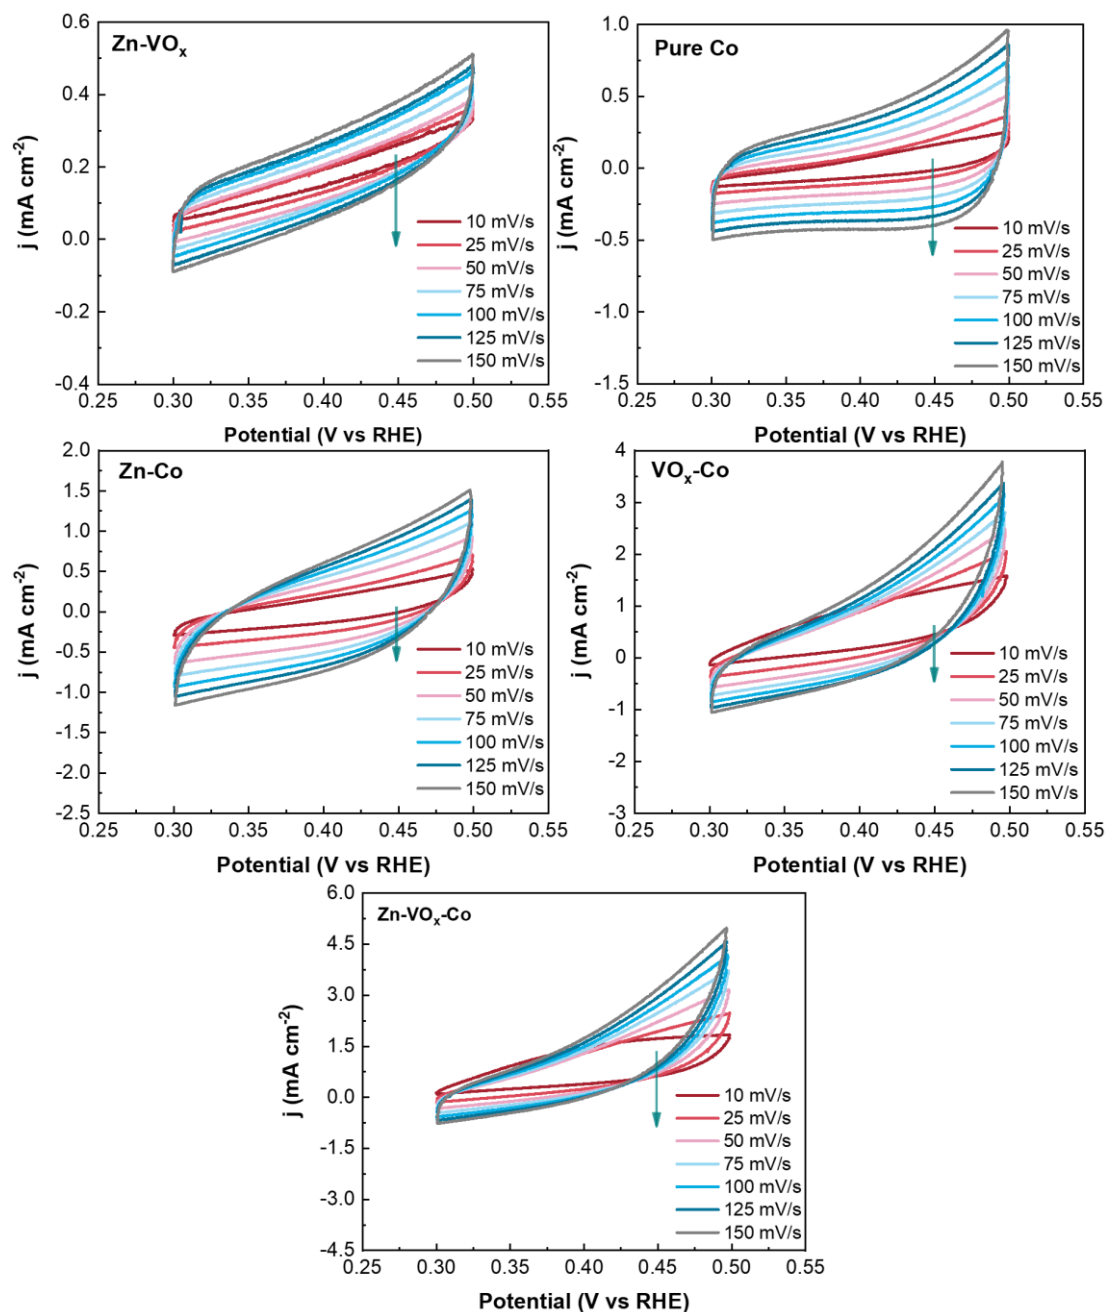 Zn-VOx
0.6
0.4
0.2
0.0
0.2
-0.4
j (mA cm-2)
10 mV/s
25 mV/s
50 mV/s
75 mV/s
100 mV/s
125 mV/s
150 mV/s
0.25 0.30 0.35 0.40 0.45 0.50 0.55
Potential (V vs RHE)
Pure Co
1.0
0.5
0.0
-0.5
-1.0
-1.5
j (mA cm-2)
10 mV/s
25 mV/s
50 mV/s
75 mV/s
100 mV/s
125 mV/s
150 mV/s
0.25 0.30 0.35 0.40 0.45 0.50 0.55
Potential (V vs RHE)
Zn-Co
2.0
1.5
1.0
0.5
0.0
-0.5
-1.0
-1.5
-2.0
-2.5
j (mA cm-2)
10 mV/s
25 mV/s
50 mV/s
75 mV/s
100 mV/s
125 mV/s
150 mV/s
0.25 0.30 0.35 0.40 0.45 0.50 0.55
Potential (V vs RHE)
VOx-Co
4
3
2
1
0
-1
-2
-3
j (mA cm-2)
10 mV/s
25 mV/s
50 mV/s
75 mV/s
100 mV/s
125 mV/s
150 mV/s
0.25 0.30 0.35 0.40 0.45 0.50 0.55
Potential (V vs RHE)
Zn-VOx-Co
6.0
4.5
3.0
1.5
0.0
-1.5
-3.0
-4.5
j (mA cm-2)
10 mV/s
25 mV/s
50 mV/s
75 mV/s
100 mV/s
125 mV/s
150 mV/s
0.25 0.30 0.35 0.40 0.45 0.50 0.55
Potential (V vs RHE)